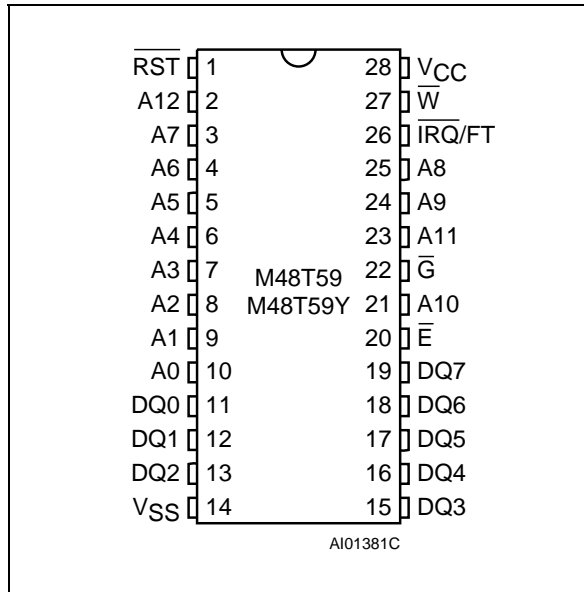 R̅S̅T̅ 1 28 VCC
A12 2 27 W̅
A7 3 26 I̅R̅Q̅/FT
A6 4 25 A8
A5 5 24 A9
A4 6 23 A11
A3 7 22 G̅
M48T59
A2 8 21 A10
M48T59Y
A1 9 20 E̅
A0 10 19 DQ7
DQ0 11 18 DQ6
DQ1 12 17 DQ5
DQ2 13 16 DQ4
VSS 14 15 DQ3
AI01381C